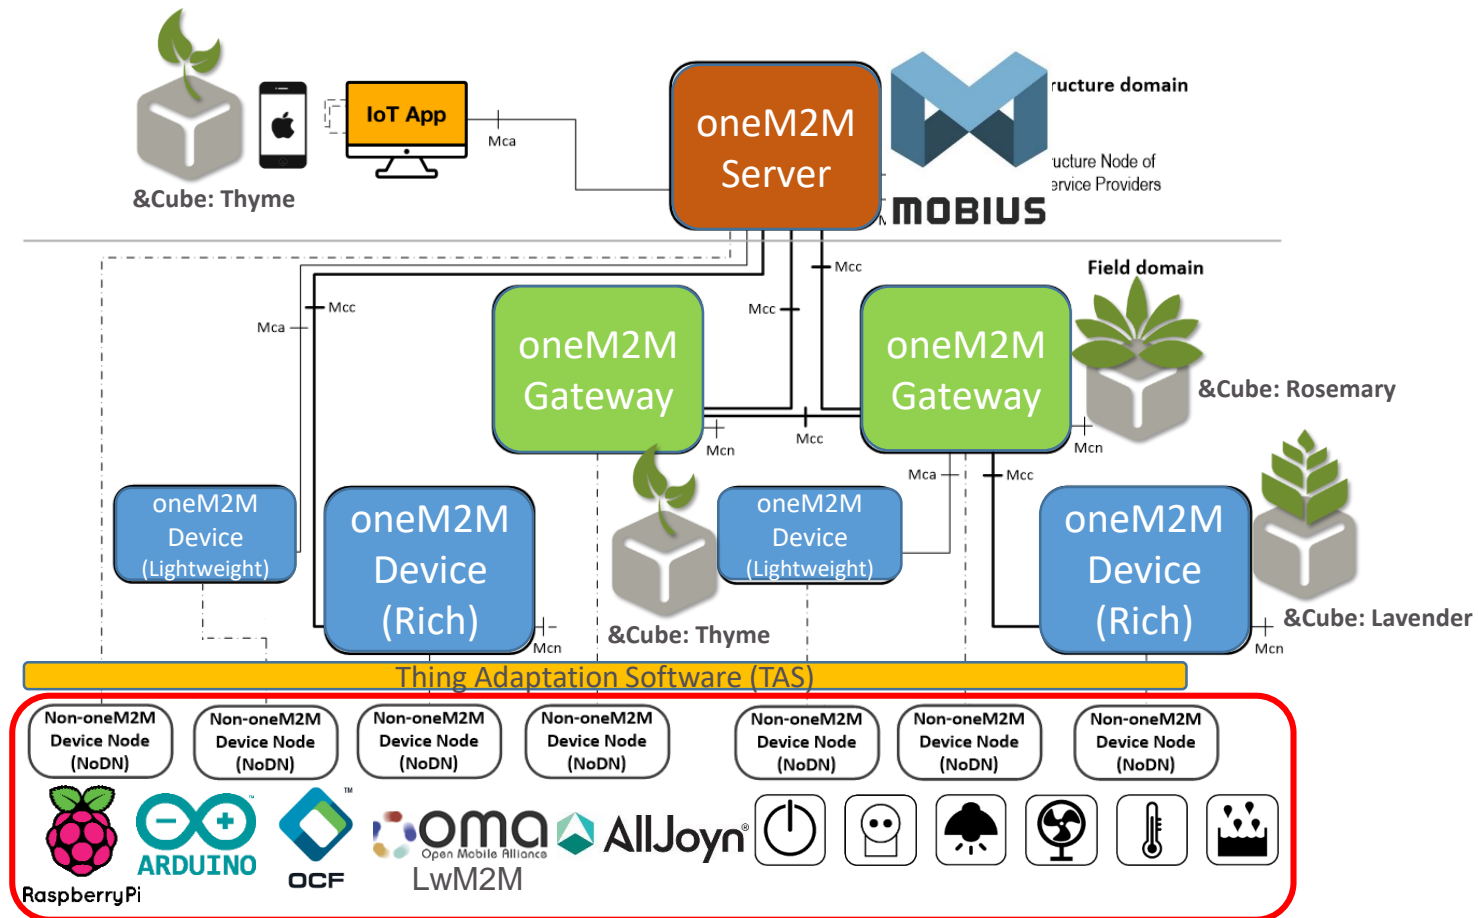 IoT App
Mca
&Cube: Thyme
oneM2M
Server
ructure domain
ucture Node of
ervice Providers
M
MOBIUS
Field domain
Mca
Mcc
Mcc
Mcc
oneM2M
Gateway
oneM2M
Gateway
&Cube: Rosemary
Mcc
Mcn
Mcn
Mca
Mcc
oneM2M
Device
(Lightweight)
oneM2M
Device
(Rich)
Mcn
&Cube: Thyme
oneM2M
Device
(Lightweight)
oneM2M
Device
(Rich)
Mcn
&Cube: Lavender
Thing Adaptation Software (TAS)
Non-oneM2M
Device Node
(NoDN)
Non-oneM2M
Device Node
(NoDN)
Non-oneM2M
Device Node
(NoDN)
Non-oneM2M
Device Node
(NoDN)
Non-oneM2M
Device Node
(NoDN)
Non-oneM2M
Device Node
(NoDN)
Non-oneM2M
Device Node
(NoDN)
RaspberryPi
ARDUINO
™
OCF
™
oma
Open Mobile Alliance
LwM2M
AllJoyn®